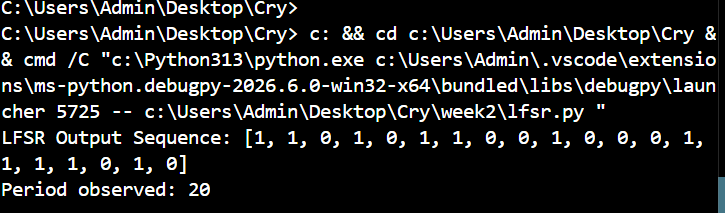 C:\Users\Admin\Desktop\Cry>
C:\Users\Admin\Desktop\Cry> c: && cd c:\Users\Admin\Desktop\Cry &
& cmd /C "c:\Python313\python.exe c:\Users\Admin\.vscode\extensio
ns\ms-python.debugpy-2026.6.0-win32-x64\bundled\libs\debugpy\laun
cher 5725 -- c:\Users\Admin\Desktop\Cry\week2\lfsr.py "
LFSR Output Sequence: [1, 1, 0, 1, 0, 1, 1, 0, 0, 1, 0, 0, 0, 1,
1, 1, 1, 0, 1, 0]
Period observed: 20